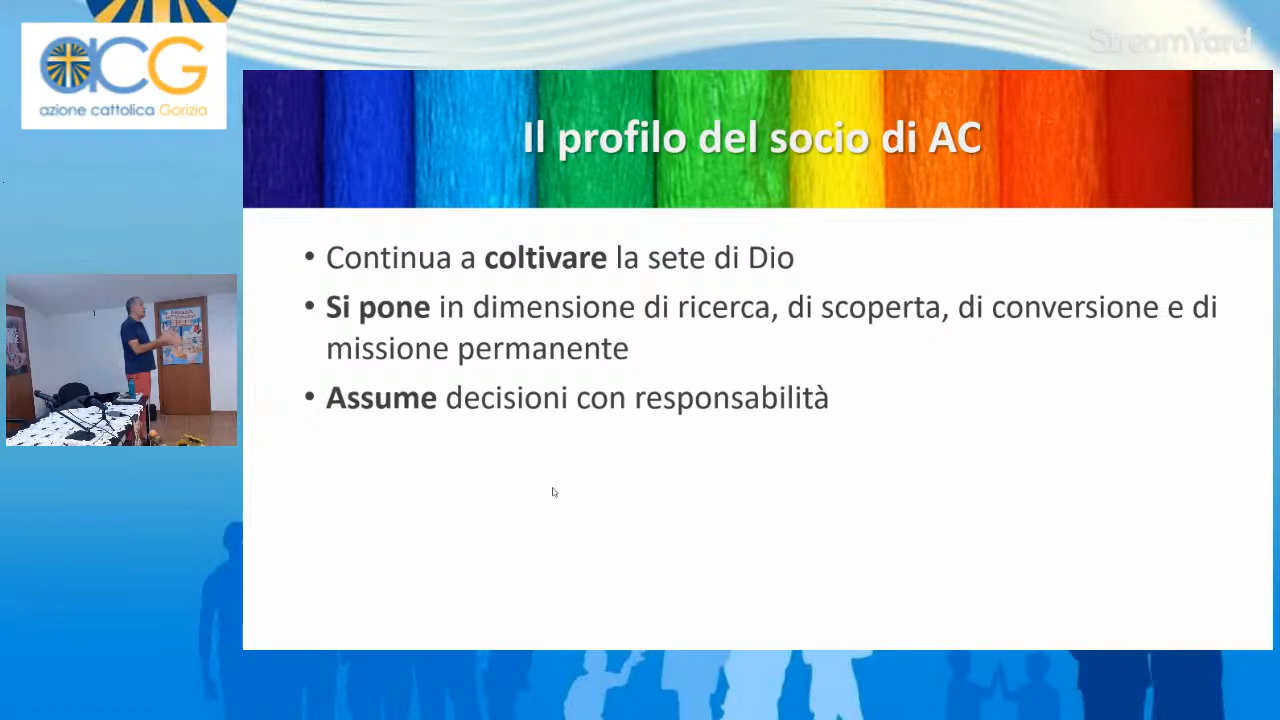 StreamYard
acG
azione cattolica Gorizia
Il profilo del socio di AC
• Continua a coltivare la sete di Dio
• Si pone in dimensione di ricerca, di scoperta, di conversione e di
missione permanente
• Assume decisioni con responsabilità